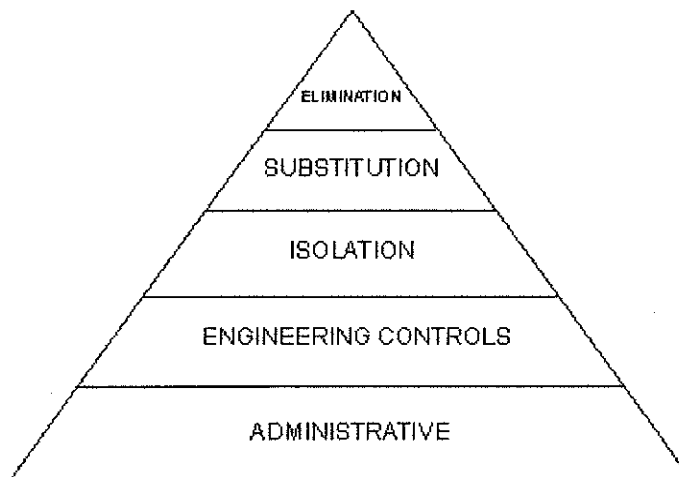 ELIMINATION
SUBSTITUTION
ISOLATION
ENGINEERING CONTROLS
ADMINISTRATIVE